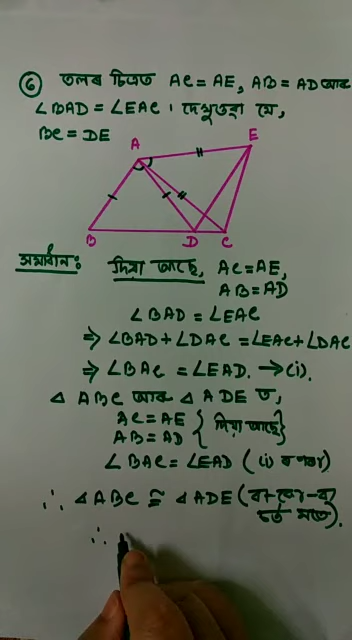 ⑥ তলৰ চিত্ৰত AC = AE, AB = AD আৰু
∠BAD = ∠EAC । দেখুওৱা যে,
BC = DE
A
E
B
D
C
সমাধান: দিয়া আছে, AC = AE,
AB = AD
∠BAD = ∠EAC
⇒ ∠BAD + ∠DAC = ∠EAC + ∠DAC
⇒ ∠BAC = ∠EAD. → (i).
△ ABC আৰু △ ADE ত,
AC = AE
AB = AD } দিয়া আছে}
∠BAC = ∠EAD ( (i) ৰ পৰা)
∴ △ ABC ≅ △ ADE (বা-কো-বা
চৰ্ত মতে).
∴